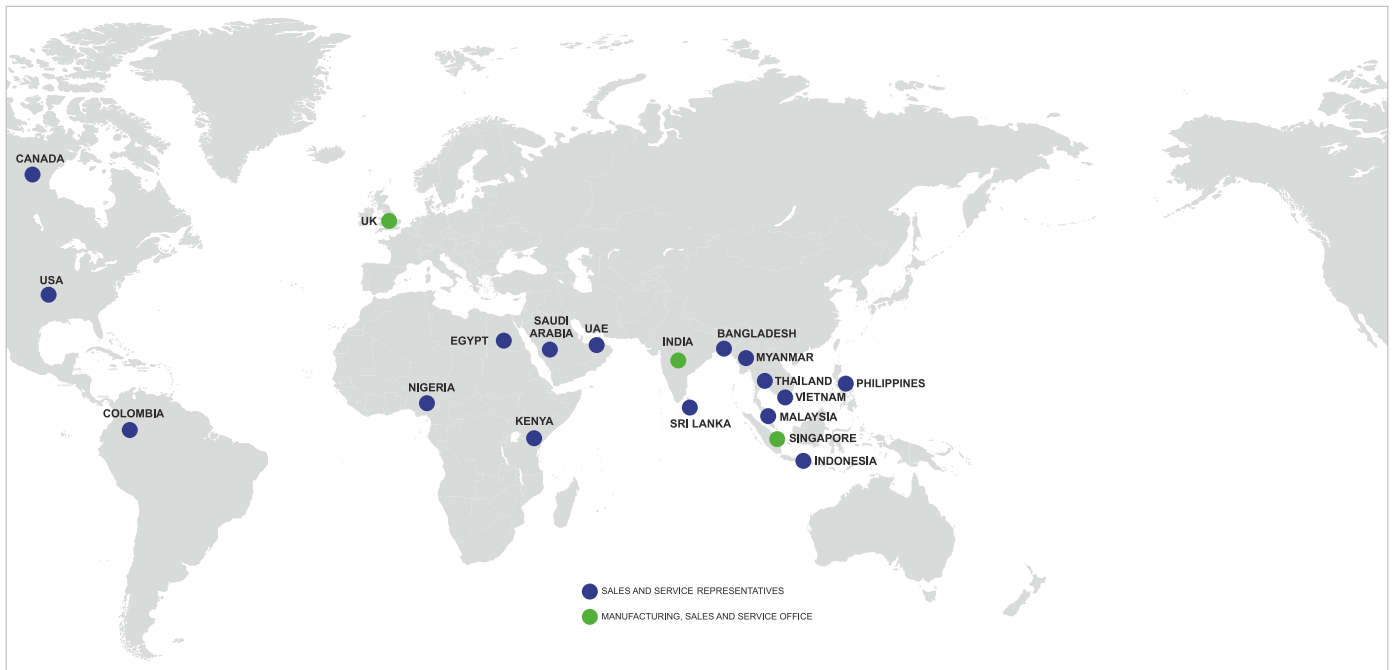 CANADA
UK
USA
EGYPT
SAUDI
ARABIA
UAE
INDIA
BANGLADESH
MYANMAR
THAILAND
PHILIPPINES
VIETNAM
NIGERIA
COLOMBIA
KENYA
SRI LANKA
MALAYSIA
SINGAPORE
INDONESIA
SALES AND SERVICE REPRESENTATIVES
MANUFACTURING, SALES AND SERVICE OFFICE